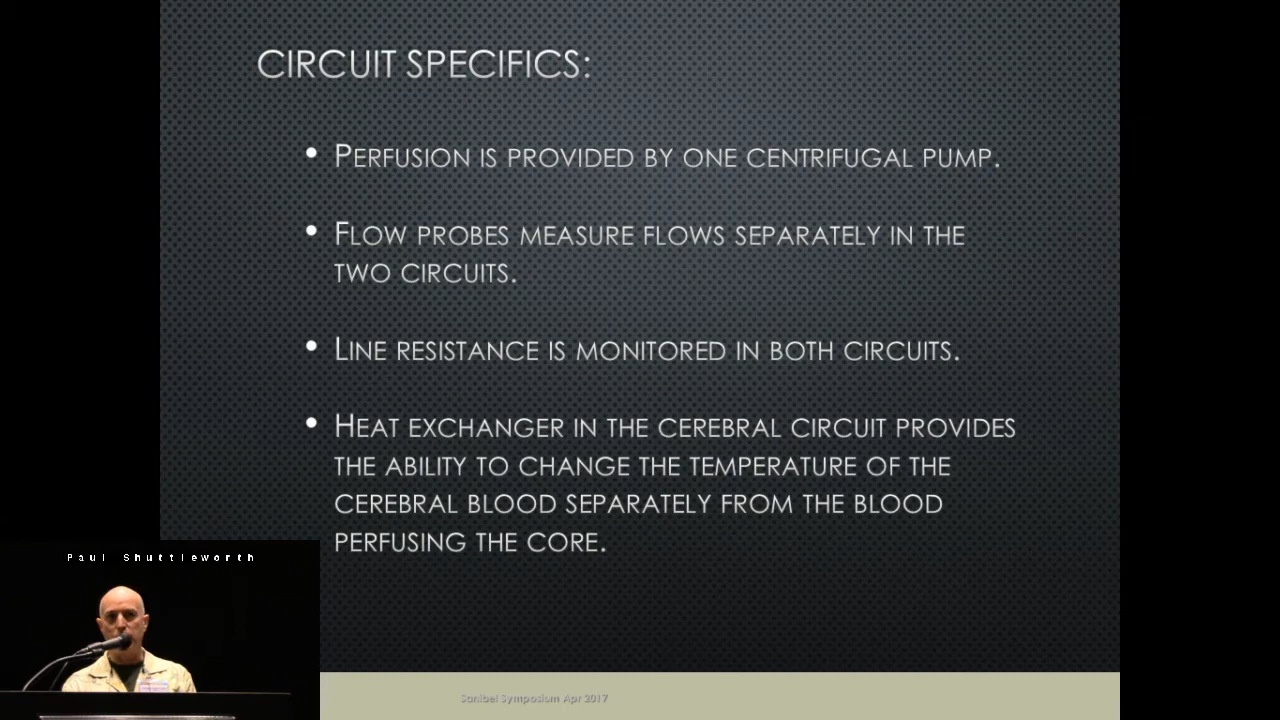 CIRCUIT SPECIFICS:
• PERFUSION IS PROVIDED BY ONE CENTRIFUGAL PUMP.
• FLOW PROBES MEASURE FLOWS SEPARATELY IN THE
TWO CIRCUITS.
• LINE RESISTANCE IS MONITORED IN BOTH CIRCUITS.
• HEAT EXCHANGER IN THE CEREBRAL CIRCUIT PROVIDES
THE ABILITY TO CHANGE THE TEMPERATURE OF THE
CEREBRAL BLOOD SEPARATELY FROM THE BLOOD
PERFUSING THE CORE.
Paul Shuttleworth
Sanibel Symposium Apr 2017